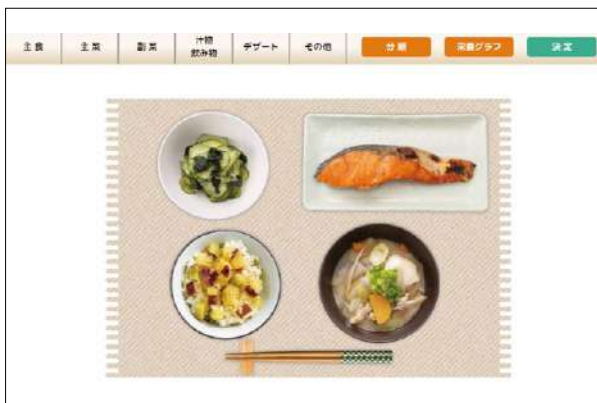 主食
主菜
副菜
汁物
飲み物
デザート
その他
分類
栄養グラフ
決定